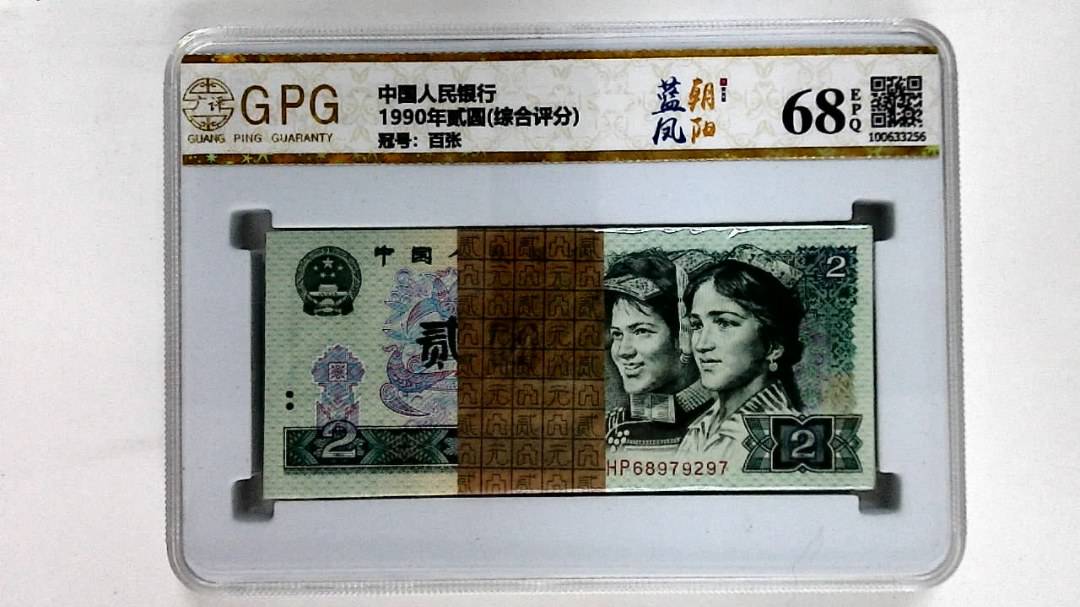 广评
GPG
GUANG PING GUARANTY
中国人民银行
1990年贰圆(综合评分)
冠号：百张
蓝凤
朝阳
68
EPQ
100633256
中国人
2
贰
2
HP68979297
2